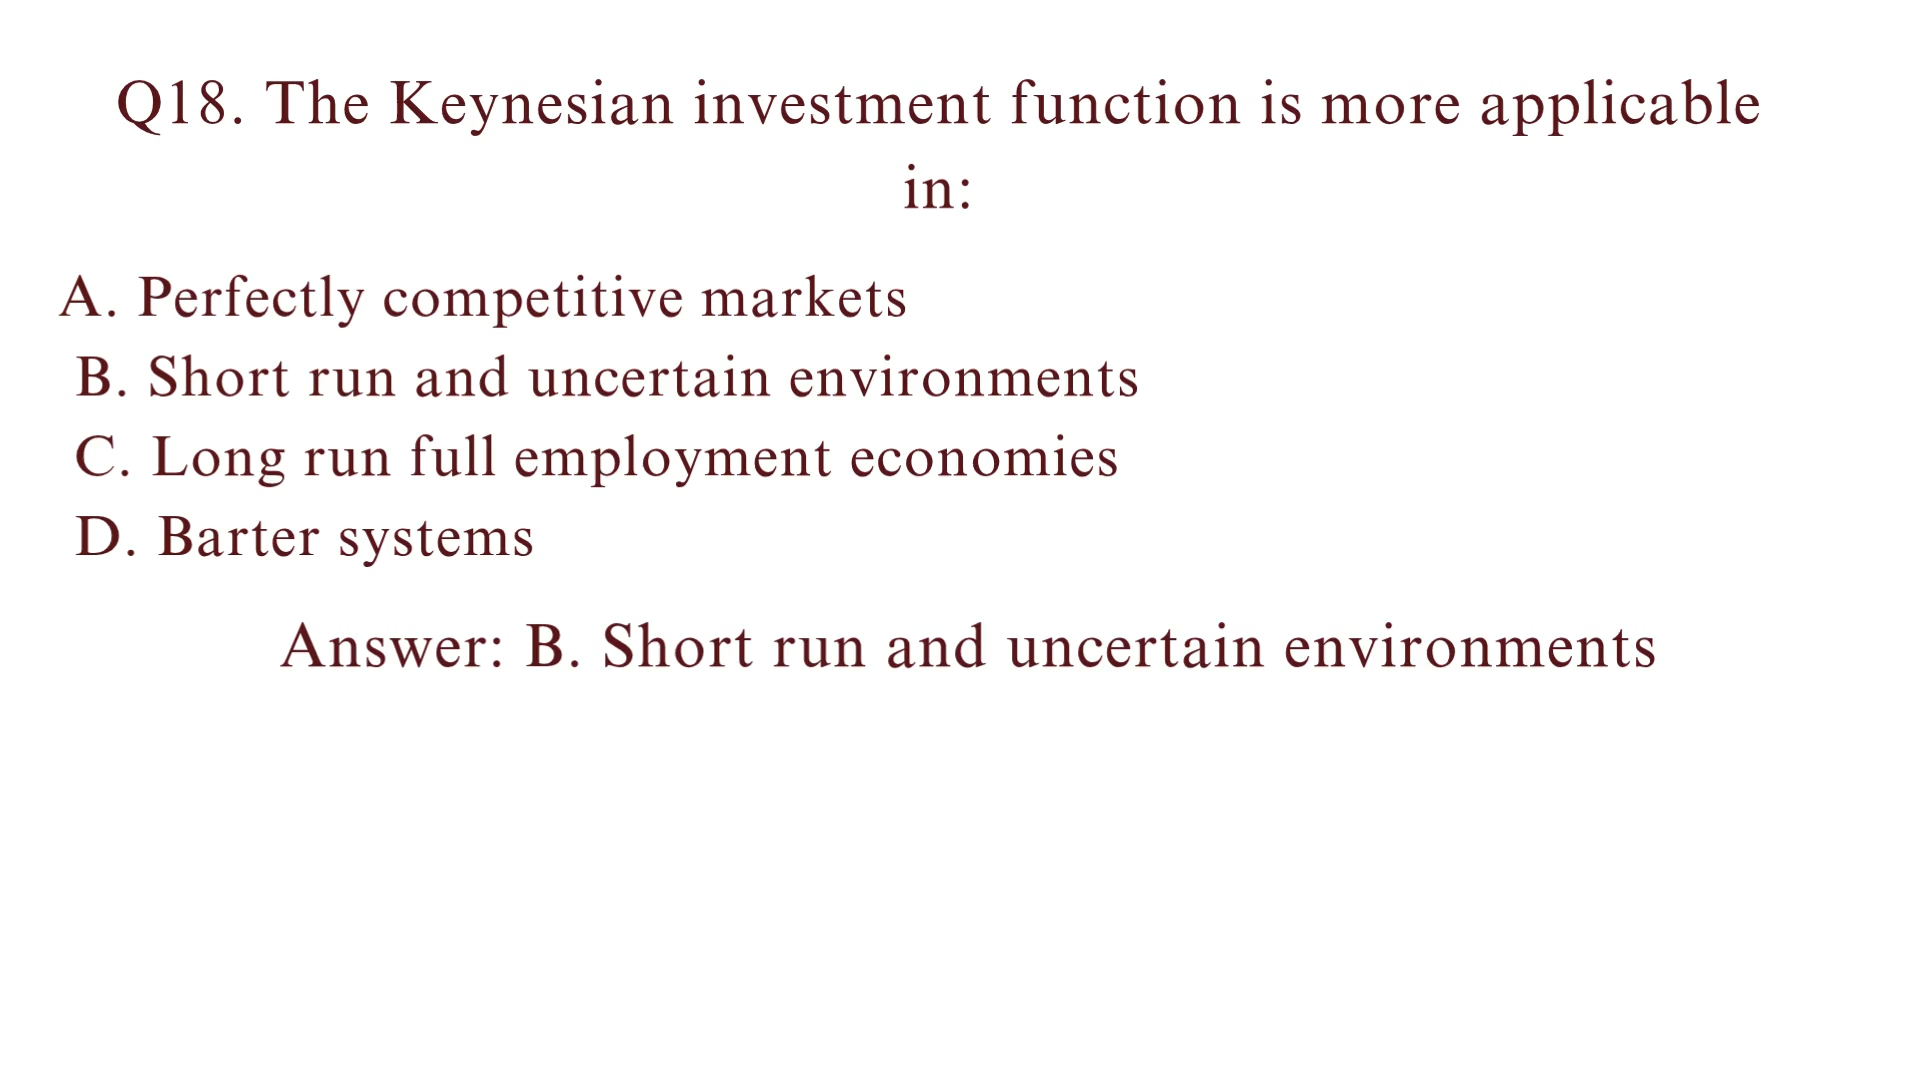 Q18. The Keynesian investment function is more applicable
in:
A. Perfectly competitive markets
B. Short run and uncertain environments
C. Long run full employment economies
D. Barter systems
Answer: B. Short run and uncertain environments